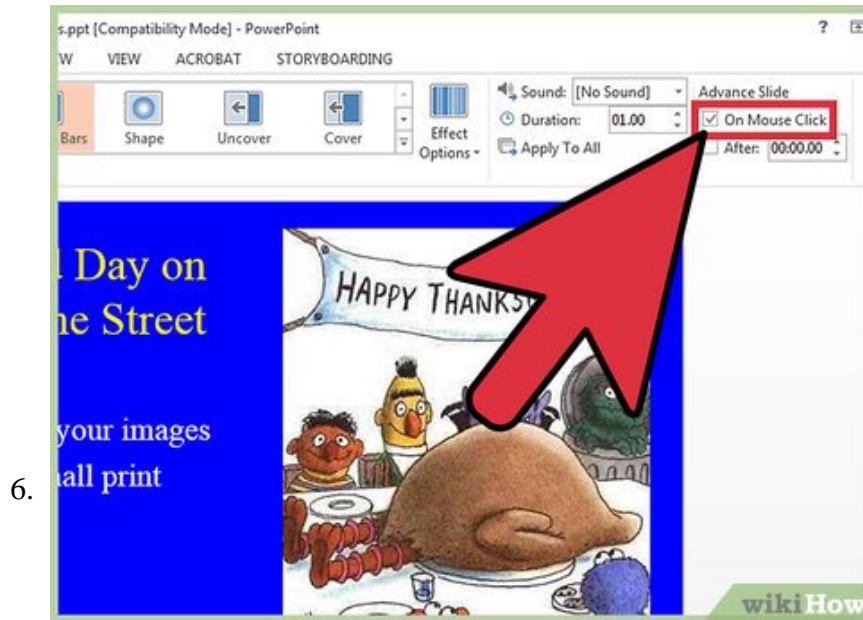 s.ppt [Compatibility Mode] - PowerPoint ?
W VIEW ACROBAT STORYBOARDING
Bars Shape Uncover Cover Effect Options
Sound: [No Sound]
Duration: 01.00
Apply To All
Advance Slide
On Mouse Click
After: 00:00.00
Day on
ne Street
HAPPY THANKS
your images
all print
6.
wikiHow